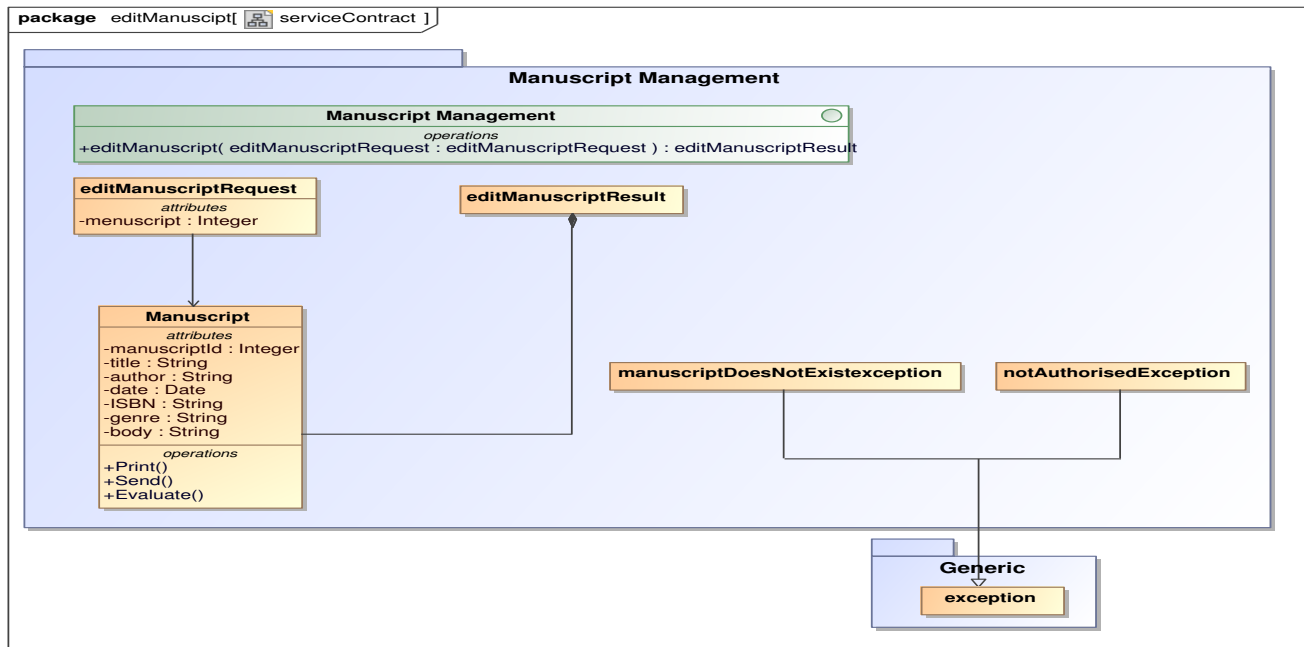 package editManuscipt[ serviceContract ]
Manuscript Management
Manuscript Management
operations
+editManuscript( editManuscriptRequest : editManuscriptRequest ) : editManuscriptResult
editManuscriptRequest
attributes
-menuscript : Integer
editManuscriptResult
Manuscript
attributes
-manuscriptId : Integer
-title : String
-author : String
-date : Date
-ISBN : String
-genre : String
-body : String
operations
+Print()
+Send()
+Evaluate()
manuscriptDoesNotExistexception
notAuthorisedException
Generic
exception